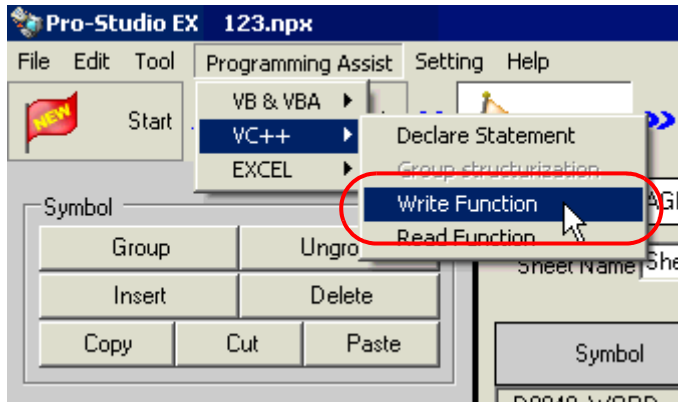 Pro-Studio EX 123.npx
File Edit Tool Programming Assist Setting Help
NEW Start
VB & VBA
VC++
EXCEL
Declare Statement
Group structurization
Write Function
Read Function
Symbol
Group
Insert Delete
Copy Cut Paste
Sheet Name She
Symbol